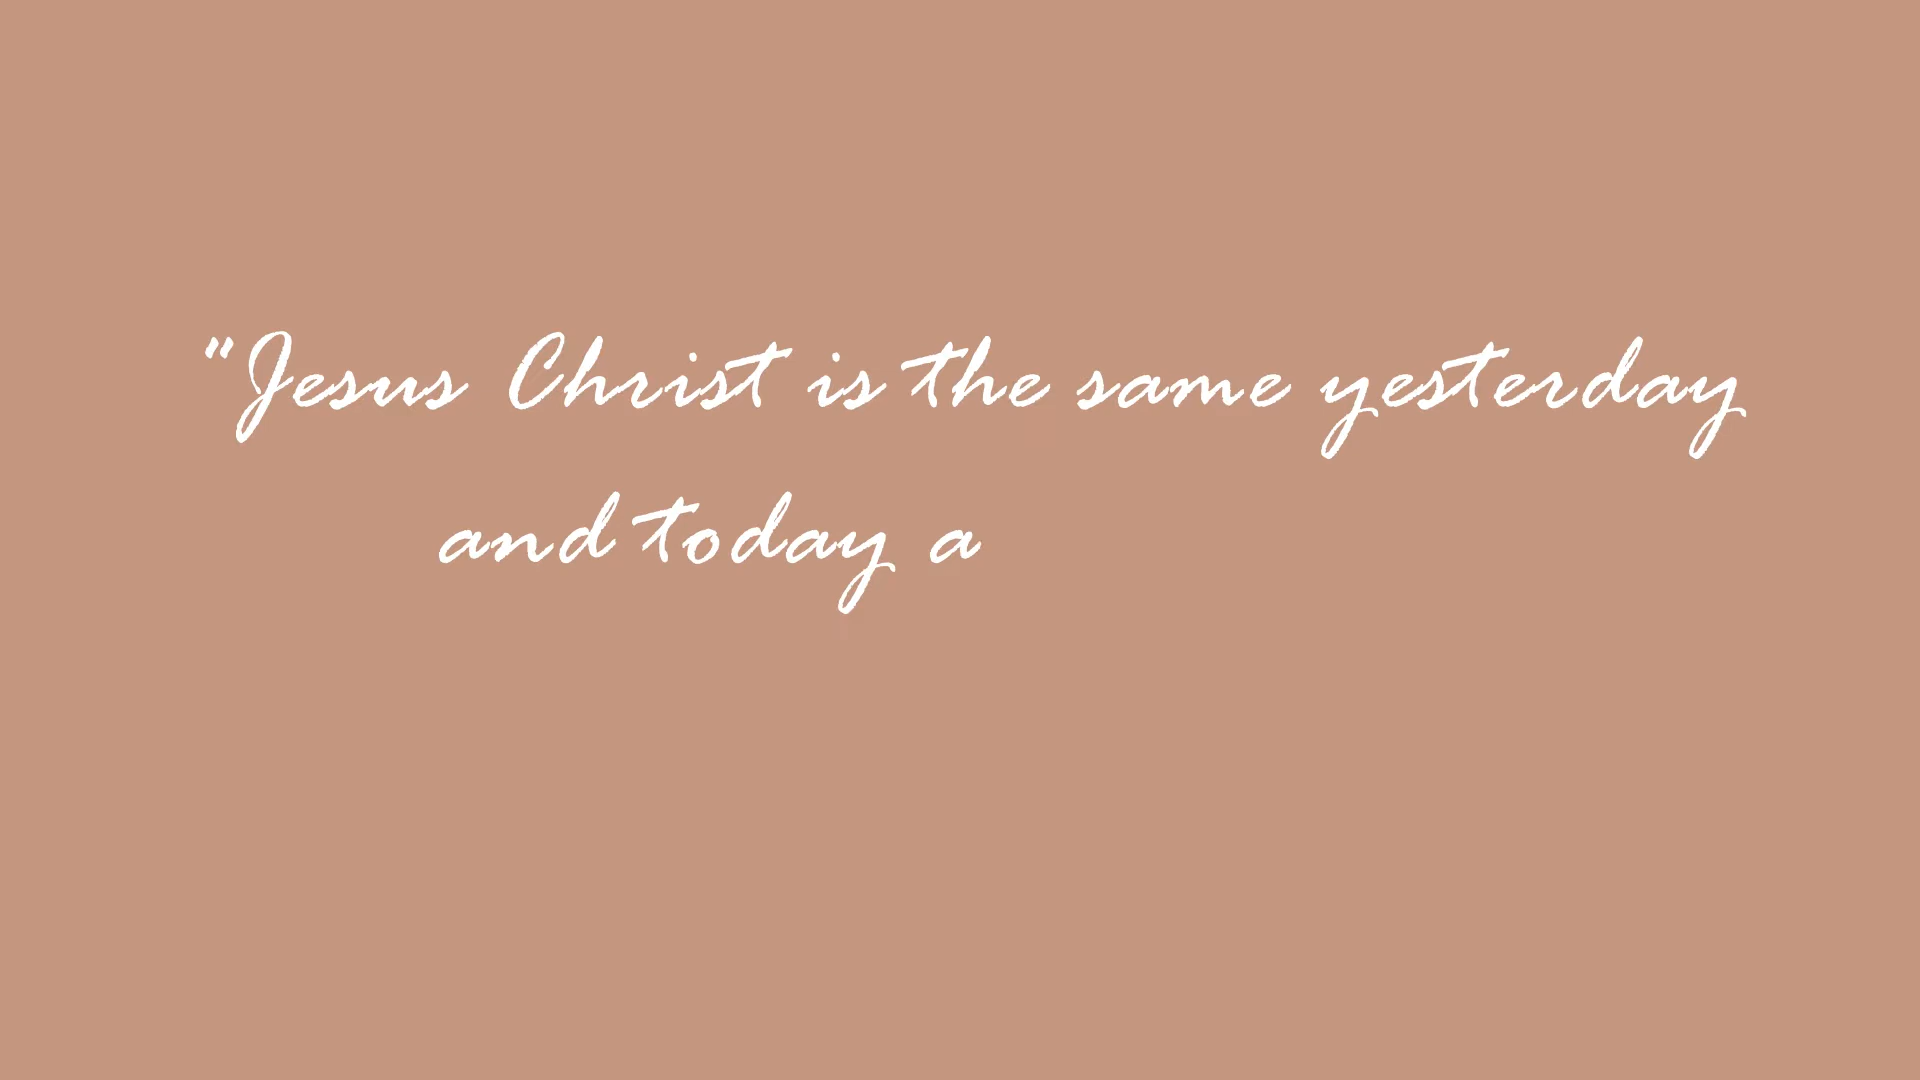 “Jesus Christ is the same yesterday
and today a